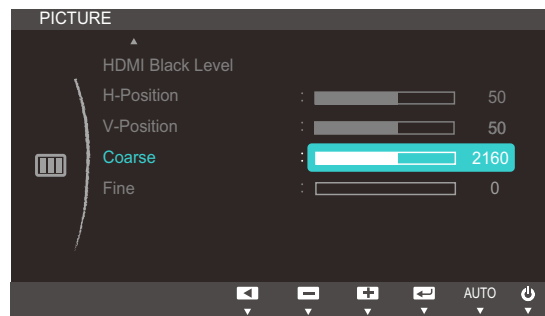 PICTURE
HDMI Black Level
H-Position : 50
V-Position : 50
Coarse : 2160
Fine : 0
AUTO